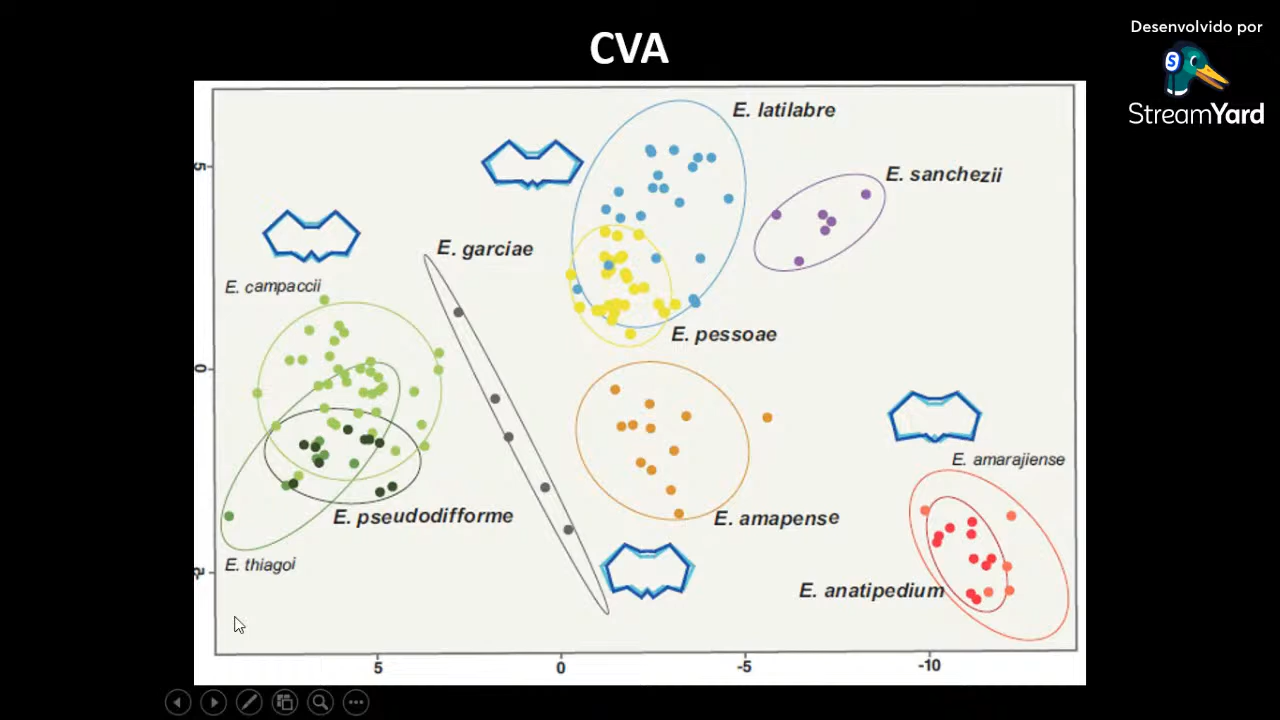 CVA
Desenvolvido por
StreamYard
E. latilabre
E. sanchezii
E. garciae
E. campaccii
E. pessoae
E. amarajiense
E. pseudodifforme
E. amapense
E. thiagoi
E. anatipedium
5
0
5
0
-5
-10